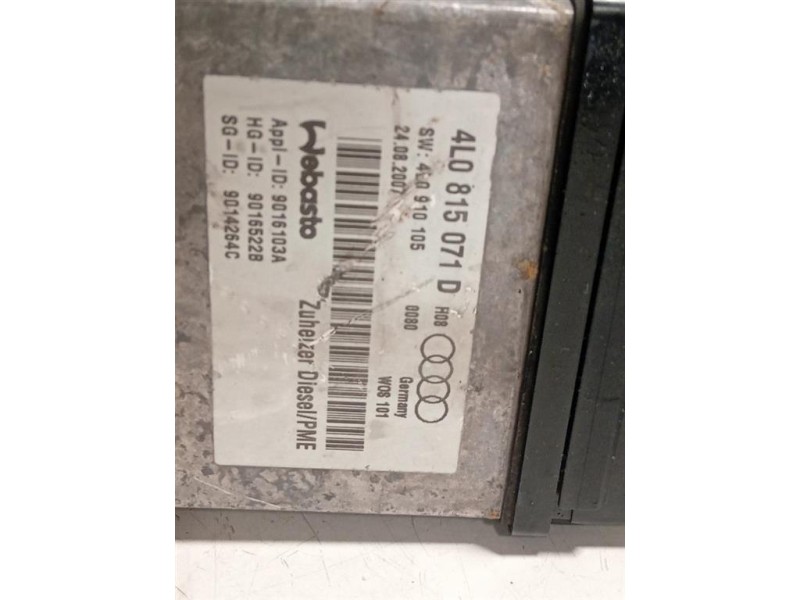 4L0 815 071 D
SW: 4L0 910 105 H08
24.08.2007 0080
Germany
WOS 101
Webasto
Zuheizer Diesel/PME
Appl-ID: 9016103A
HG-ID: 9016522B
SG-ID: 9014264C